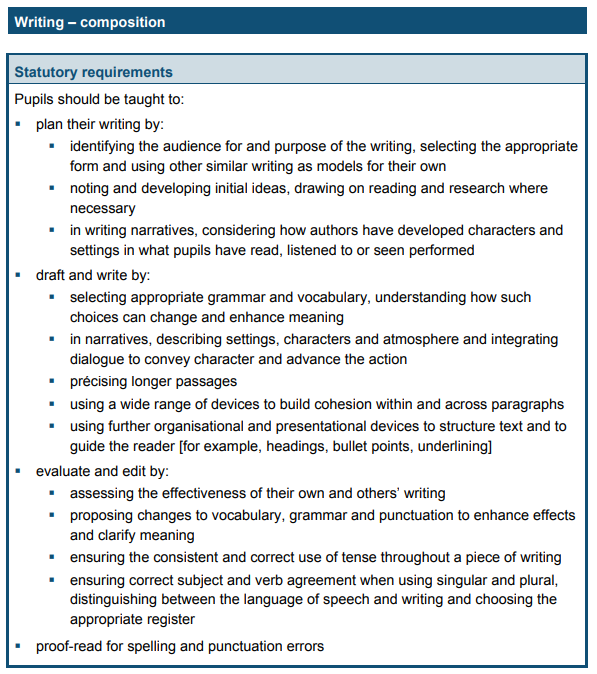 Writing – composition
Statutory requirements
Pupils should be taught to:
▪ plan their writing by:
▪ identifying the audience for and purpose of the writing, selecting the appropriate
form and using other similar writing as models for their own
▪ noting and developing initial ideas, drawing on reading and research where
necessary
▪ in writing narratives, considering how authors have developed characters and
settings in what pupils have read, listened to or seen performed
▪ draft and write by:
▪ selecting appropriate grammar and vocabulary, understanding how such
choices can change and enhance meaning
▪ in narratives, describing settings, characters and atmosphere and integrating
dialogue to convey character and advance the action
▪ précising longer passages
▪ using a wide range of devices to build cohesion within and across paragraphs
▪ using further organisational and presentational devices to structure text and to
guide the reader [for example, headings, bullet points, underlining]
▪ evaluate and edit by:
▪ assessing the effectiveness of their own and others’ writing
▪ proposing changes to vocabulary, grammar and punctuation to enhance effects
and clarify meaning
▪ ensuring the consistent and correct use of tense throughout a piece of writing
▪ ensuring correct subject and verb agreement when using singular and plural,
distinguishing between the language of speech and writing and choosing the
appropriate register
▪ proof-read for spelling and punctuation errors